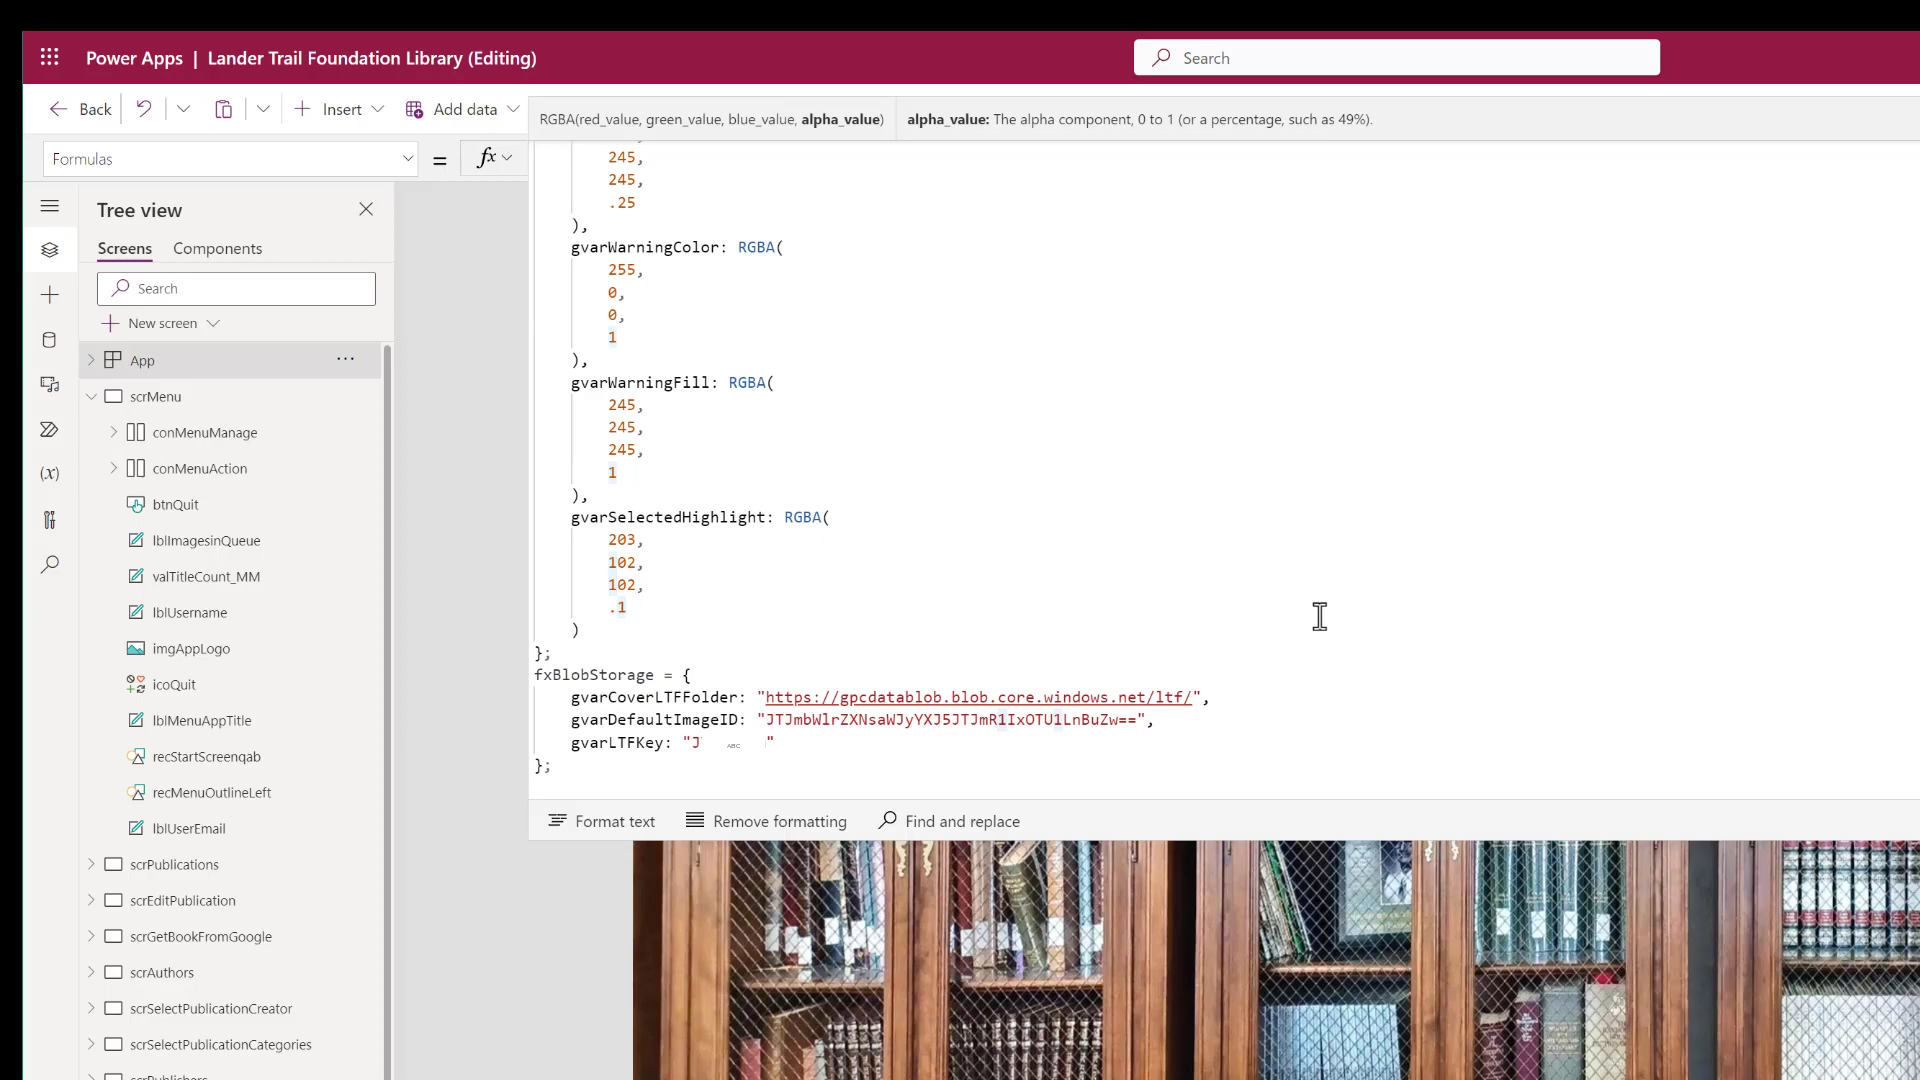 Power Apps | Lander Trail Foundation Library (Editing)
Search
Back
Insert
Add data
RGBA(red_value, green_value, blue_value, alpha_value)
alpha_value: The alpha component, 0 to 1 (or a percentage, such as 49%).
Formulas
=
fx
245,
245,
.25
),
gvarWarningColor: RGBA(
255,
0,
0,
1
),
gvarWarningFill: RGBA(
245,
245,
245,
1
),
gvarSelectedHighlight: RGBA(
203,
102,
102,
.1
)
};
fxBlobStorage = {
gvarCoverLTFFolder: "https://gpcdatablob.blob.core.windows.net/ltf/",
gvarDefaultImageID: "JTJmbWlrZXNsaWJyYXJ5JTJmR1IxOTU1LnBuZw==",
gvarLTFKey: "J ABC "
};
Format text
Remove formatting
Find and replace
Tree view
Screens
Components
Search
New screen
App
...
scrMenu
conMenuManage
conMenuAction
btnQuit
lblImagesinQueue
valTitleCount_MM
lblUsername
imgAppLogo
icoQuit
lblMenuAppTitle
recStartScreenqab
recMenuOutlineLeft
lblUserEmail
scrPublications
scrEditPublication
scrGetBookFromGoogle
scrAuthors
scrSelectPublicationCreator
scrSelectPublicationCategories
scrPublishers
(x)